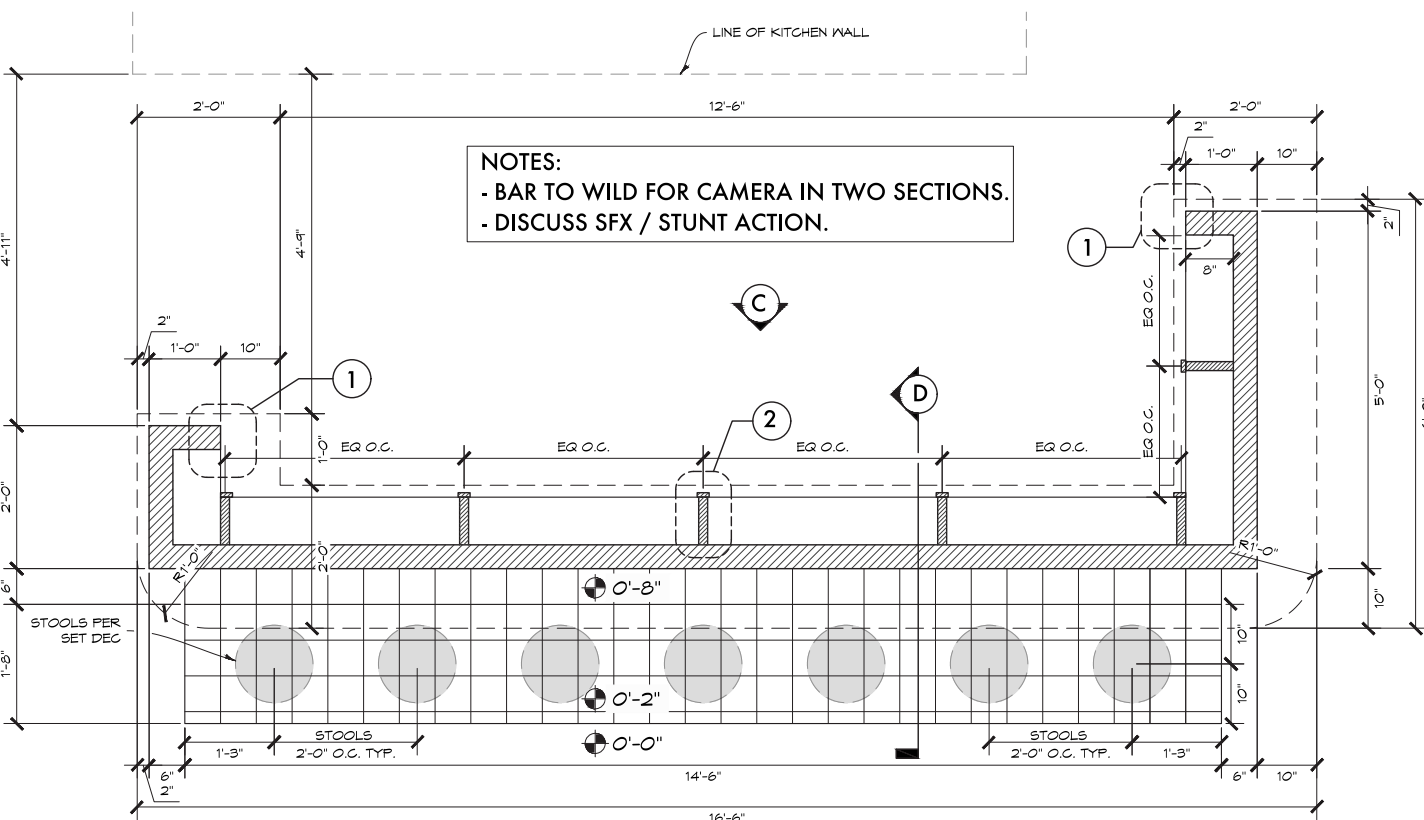 LINE OF KITCHEN WALL
2'-0"
12'-6"
2'-0"
2"
1'-0"
10"
NOTES:
- BAR TO WILD FOR CAMERA IN TWO SECTIONS.
- DISCUSS SFX / STUNT ACTION.
4'-11"
4'-9"
2"
1
8"
EQ O.C.
C
2"
1'-0"
10"
1
D
2
EQ O.C.
5'-0"
1'-0"
EQ O.C.
EQ O.C.
EQ O.C.
EQ O.C.
2'-0"
R1'-0"
2'-0"
R1'-0"
6"
0'-8"
10"
STOOLS PER
SET DEC
10"
1'-8"
0'-2"
10"
1'-3"
STOOLS
2'-0" O.C. TYP.
0'-0"
STOOLS
2'-0" O.C. TYP.
1'-3"
6"
2"
14'-6"
6"
10"
16'-6"